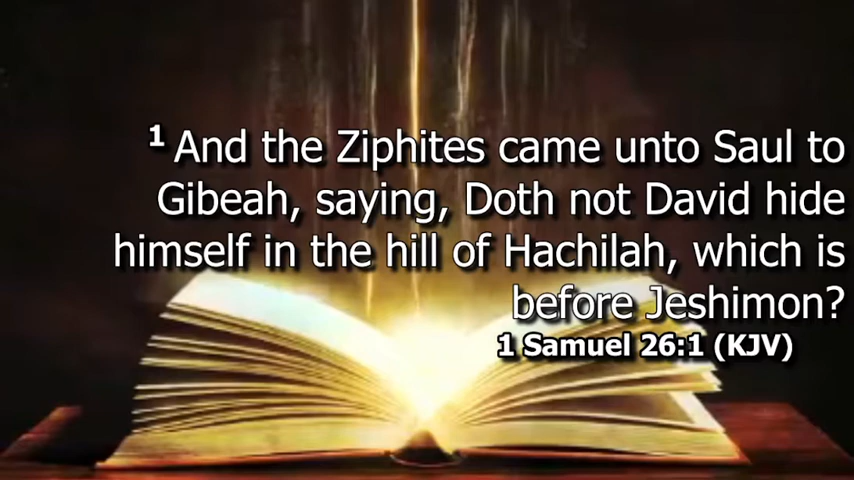 1 And the Ziphites came unto Saul to
Gibeah, saying, Doth not David hide
himself in the hill of Hachilah, which is
before Jeshimon?
1 Samuel 26:1 (KJV)